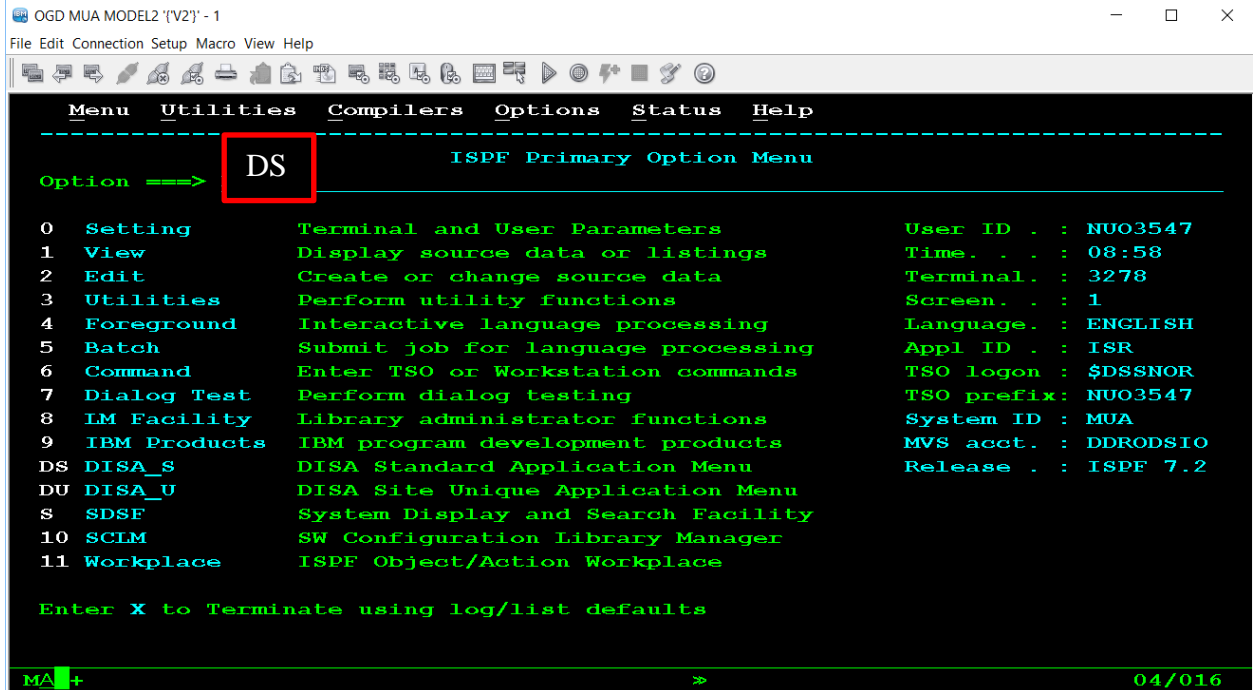 OGD MUA MODEL2 '{'V2'}' - 1
File Edit Connection Setup Macro View Help
Menu Utilities Compilers Options Status Help
ISPF Primary Option Menu
DS
Option ===>
0 Setting Terminal and User Parameters User ID . : NUO3547
1 View Display source data or listings Time. . . : 08:58
2 Edit Create or change source data Terminal. : 3278
3 Utilities Perform utility functions Screen. . : 1
4 Foreground Interactive language processing Language. : ENGLISH
5 Batch Submit job for language processing Appl ID . : ISR
6 Command Enter TSO or Workstation commands TSO logon : $DSSNOR
7 Dialog Test Perform dialog testing TSO prefix: NUO3547
8 LM Facility Library administrator functions System ID : MUA
9 IBM Products IBM program development products MVS acct. : DDRODSIO
DS DISA_S DISA Standard Application Menu Release . : ISPF 7.2
DU DISA_U DISA Site Unique Application Menu
S SDSF System Display and Search Facility
10 SCLM SW Configuration Library Manager
11 Workplace ISPF Object/Action Workplace
Enter X to Terminate using log/list defaults
MA + >> 04/016